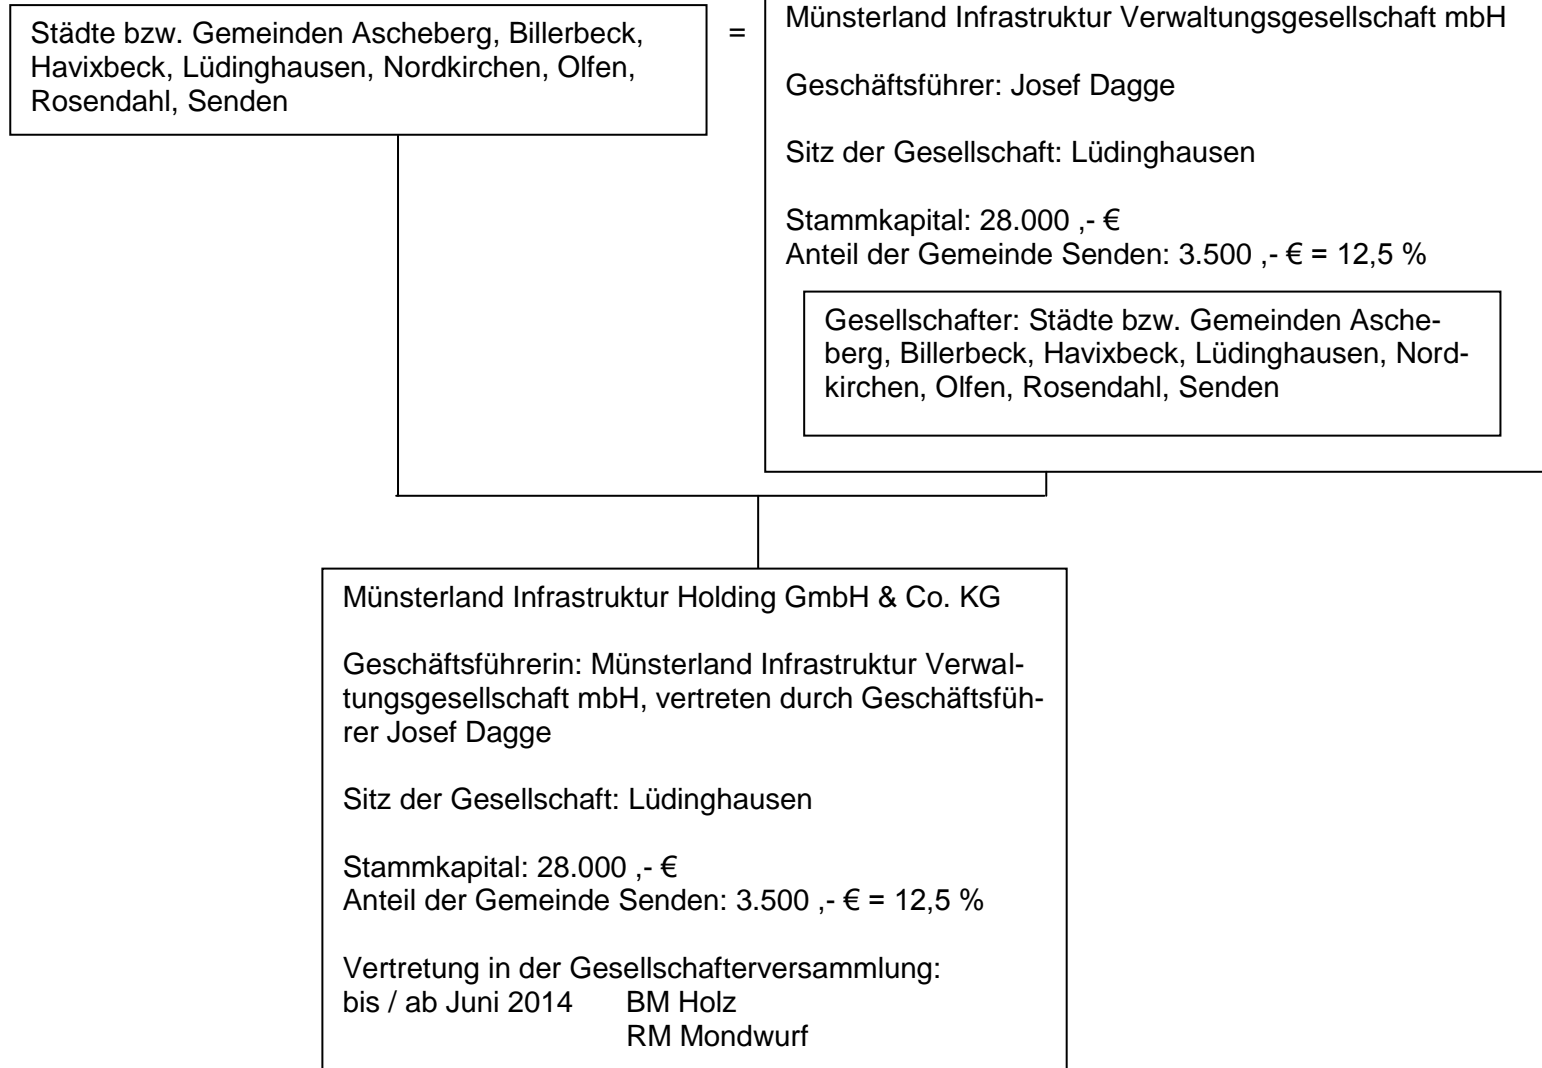 Städte bzw. Gemeinden Ascheberg, Billerbeck,
Havixbeck, Lüdinghausen, Nordkirchen, Olfen,
Rosendahl, Senden
=
Münsterland Infrastruktur Verwaltungsgesellschaft mbH
Geschäftsführer: Josef Dagge
Sitz der Gesellschaft: Lüdinghausen
Stammkapital: 28.000 ,- €
Anteil der Gemeinde Senden: 3.500 ,- € = 12,5 %
Gesellschafter: Städte bzw. Gemeinden Asche-
berg, Billerbeck, Havixbeck, Lüdinghausen, Nord-
kirchen, Olfen, Rosendahl, Senden
Münsterland Infrastruktur Holding GmbH & Co. KG
Geschäftsführerin: Münsterland Infrastruktur Verwal-
tungsgesellschaft mbH, vertreten durch Geschäftsfüh-
rer Josef Dagge
Sitz der Gesellschaft: Lüdinghausen
Stammkapital: 28.000 ,- €
Anteil der Gemeinde Senden: 3.500 ,- € = 12,5 %
Vertretung in der Gesellschafterversammlung:
bis / ab Juni 2014 BM Holz
RM Mondwurf